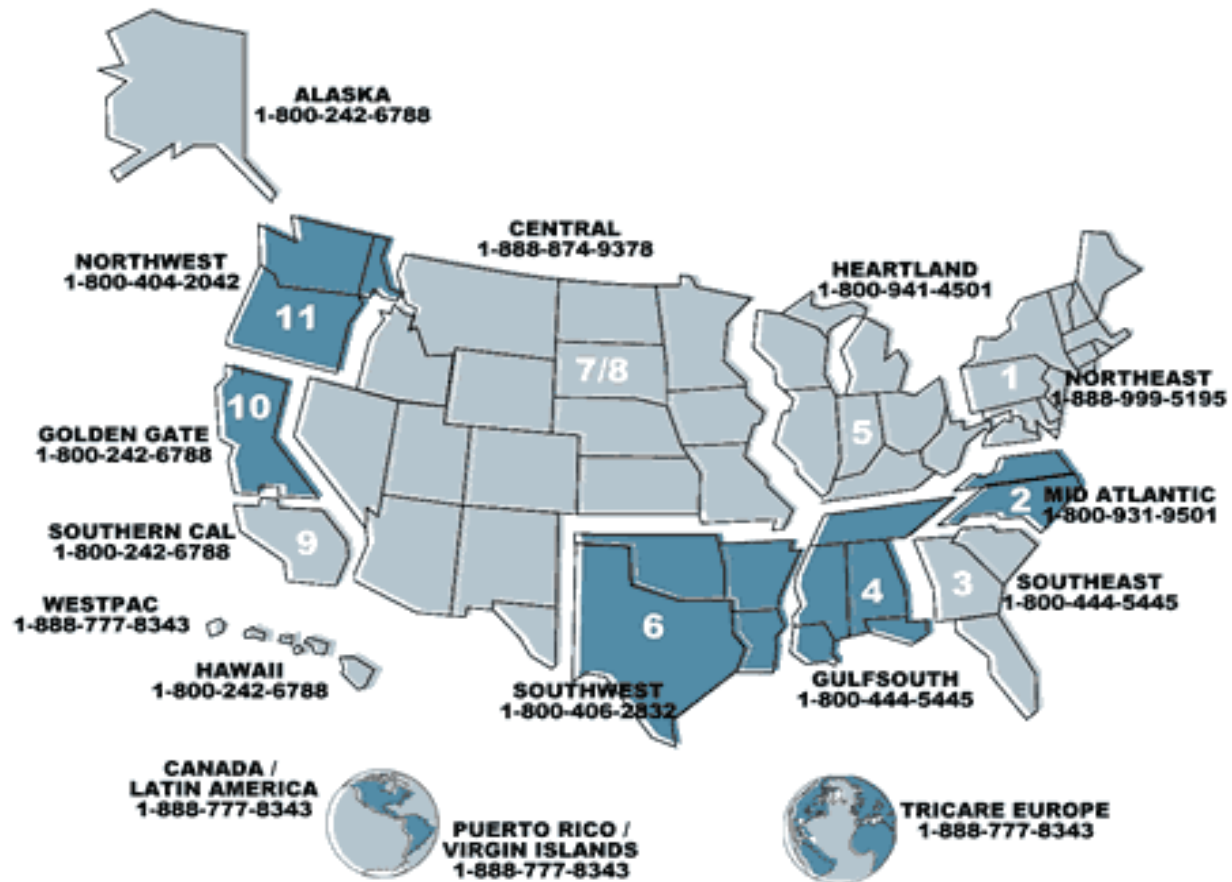 ALASKA
1-800-242-6788
CENTRAL
1-888-874-9378
NORTHWEST
1-800-404-2042
HEARTLAND
1-800-941-4501
11
7/8
1
NORTHEAST
1-888-999-5195
10
GOLDEN GATE
1-800-242-6788
5
2
MID ATLANTIC
1-800-931-9501
SOUTHERN CAL
1-800-242-6788
9
3
SOUTHEAST
1-800-444-5445
4
WESTPAC
1-888-777-8343
6
HAWAII
1-800-242-6788
SOUTHWEST
1-800-406-2832
GULFSOUTH
1-800-444-5445
CANADA /
LATIN AMERICA
1-888-777-8343
PUERTO RICO /
VIRGIN ISLANDS
1-888-777-8343
TRICARE EUROPE
1-888-777-8343